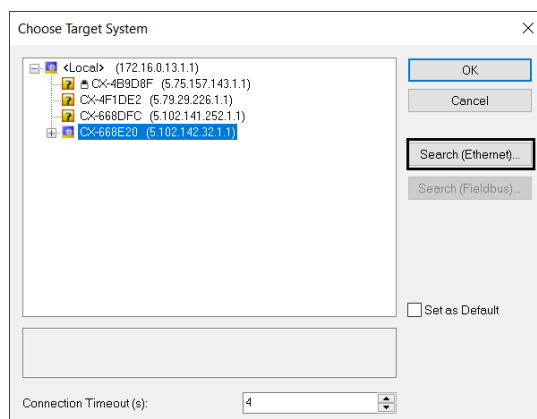 Choose Target System
<Local> (172.16.0.13.1.1)
CX-4B9D8F (5.75.157.143.1.1)
CX-4F1DE2 (5.79.29.226.1.1)
CX-668DFC (5.102.141.252.1.1)
CX-668E20 (5.102.142.32.1.1)
OK
Cancel
Search (Ethernet)...
Search (Fieldbus)...
Set as Default
Connection Timeout (s):
4